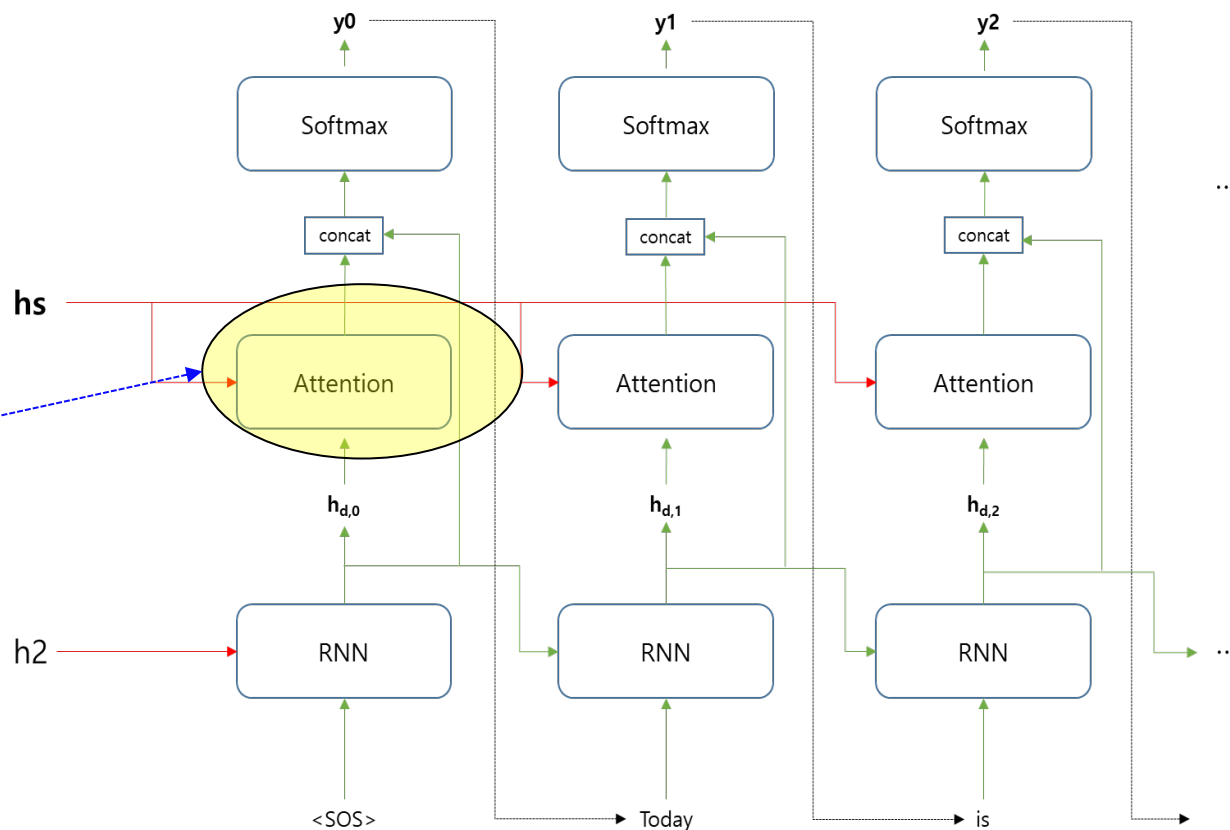 y0 y1 y2
Softmax Softmax Softmax
..
concat concat concat
hs
Attention Attention Attention
hd,0 hd,1 hd,2
h2 RNN RNN RNN ..
<SOS> Today is